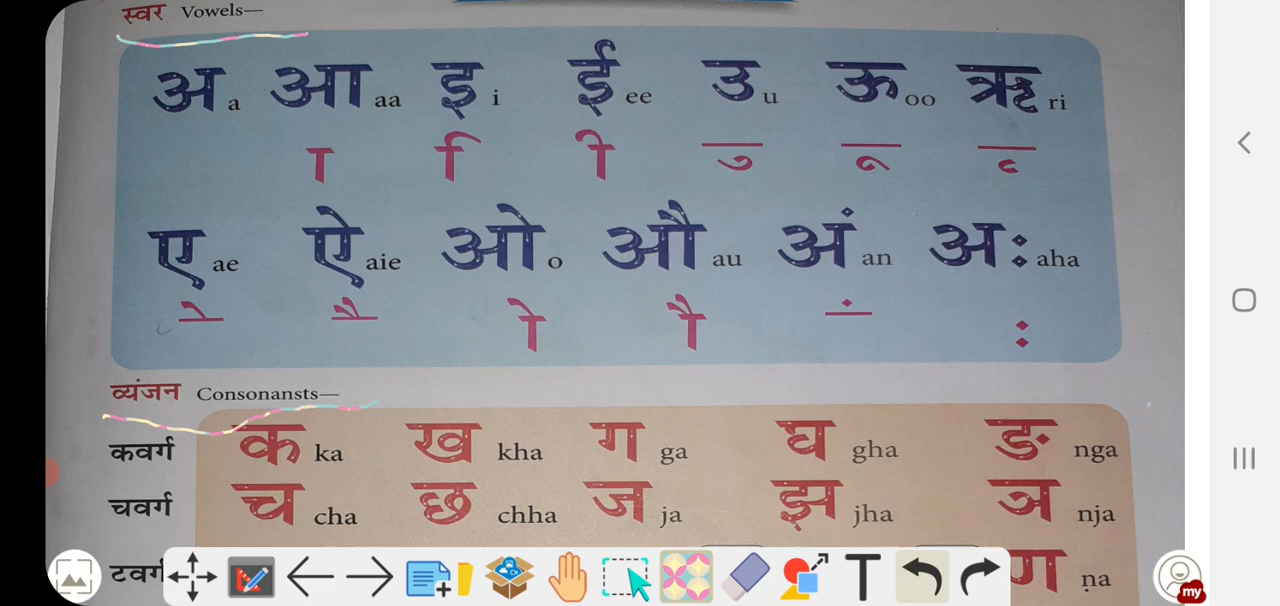 स्वर Vowels—
अ a आ aa इ i ई ee उ u ऊ oo ऋ ri
ा ि ी ु ू ृ
ए ae ऐ aie ओ o औ au अं an अः aha
े ै ो ौ ं ः
व्यंजन Consonansts—
कवर्ग क ka ख kha ग ga घ gha ङ nga
चवर्ग च cha छ chha ज ja झ jha ञ nja
टवर्ग ण ṇa
T
my